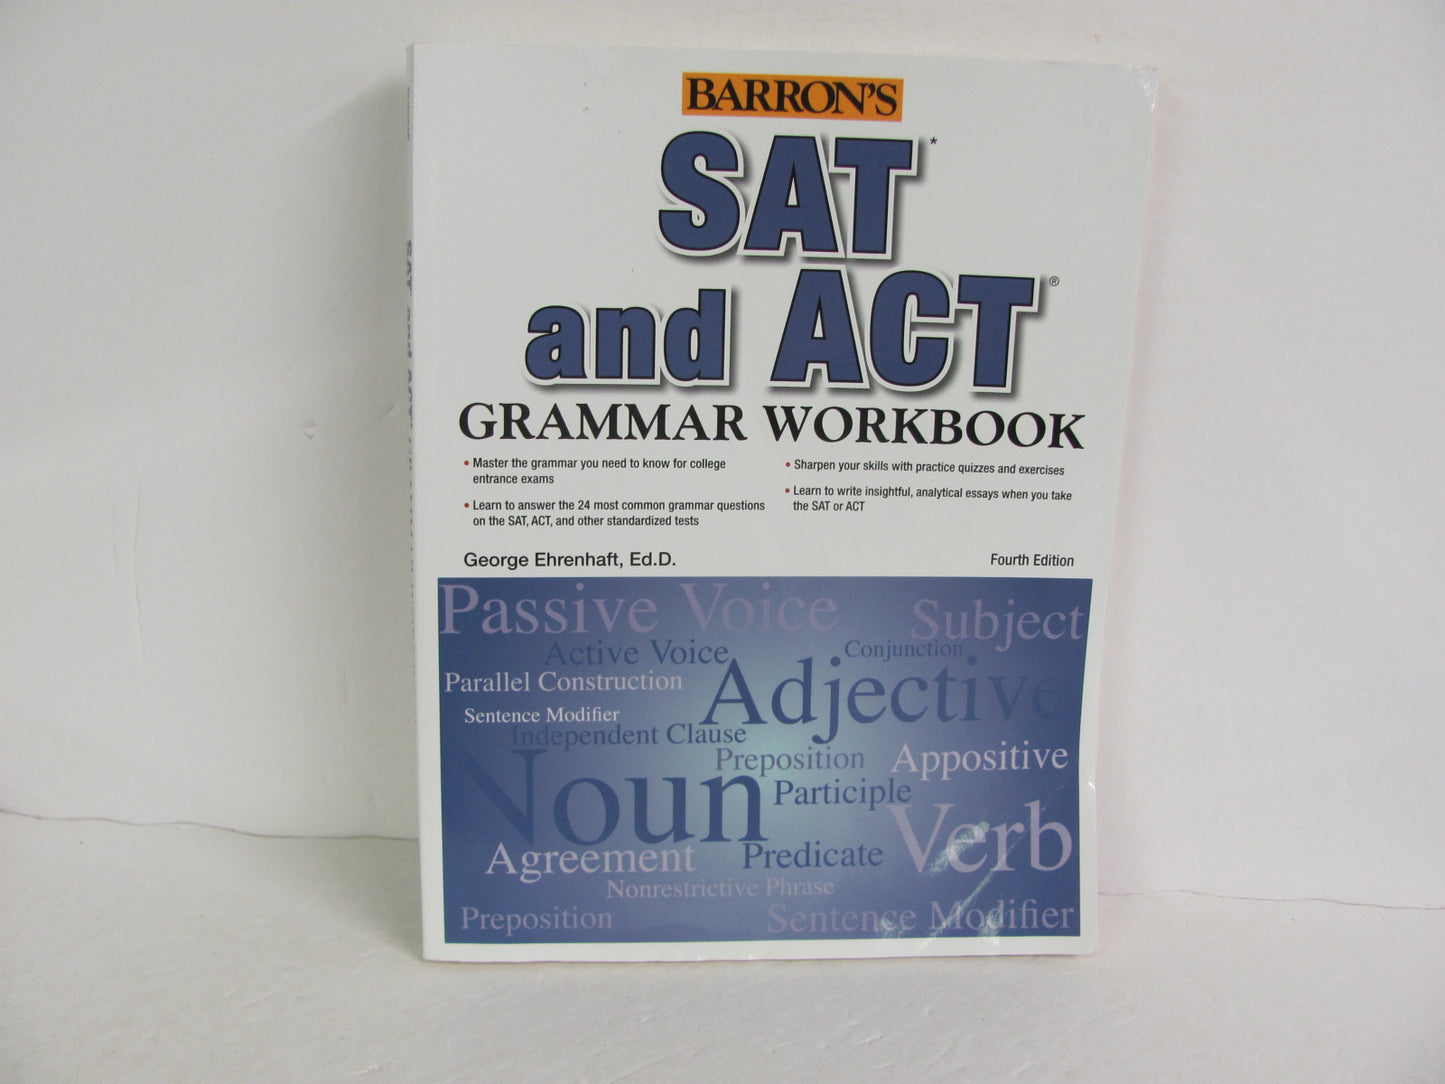 BARRON'S
SAT*
and ACT®
GRAMMAR WORKBOOK
• Master the grammar you need to know for college
entrance exams
• Learn to answer the 24 most common grammar questions
on the SAT, ACT, and other standardized tests
• Sharpen your skills with practice quizzes and exercises
• Learn to write insightful, analytical essays when you take
the SAT or ACT
George Ehrenhaft, Ed.D.
Fourth Edition
Passive Voice
Subject
Active Voice
Conjunction
Parallel Construction
Adjective
Sentence Modifier
Independent Clause
Preposition
Appositive
Noun
Participle
Verb
Agreement
Predicate
Nonrestrictive Phrase
Preposition
Sentence Modifier